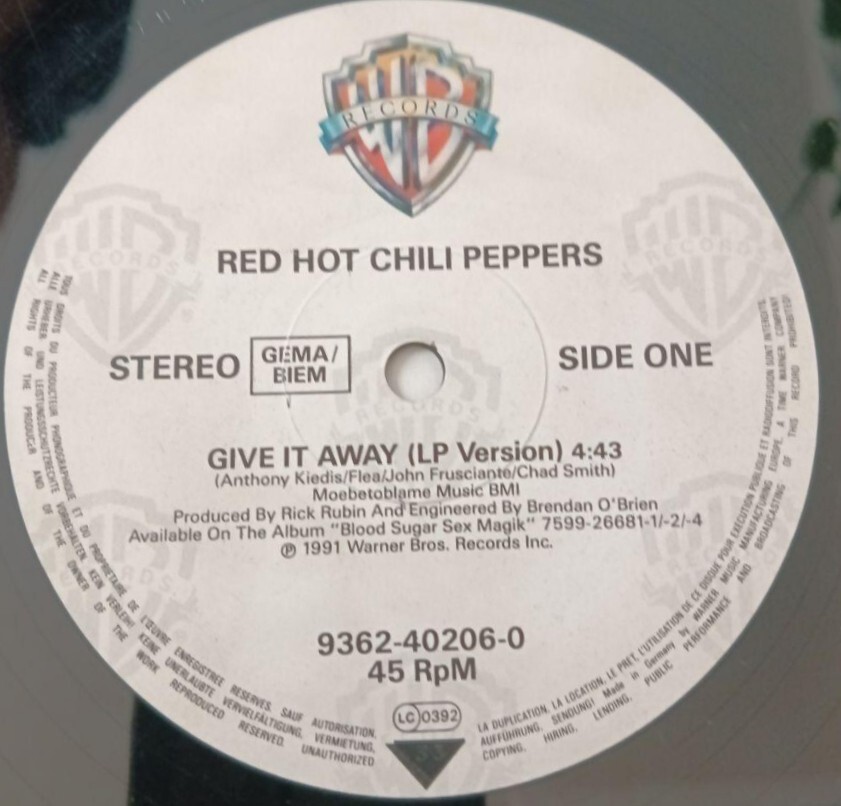 RECORDS
RED HOT CHILI PEPPERS
STEREO GEMA/BIEM SIDE ONE
GIVE IT AWAY (LP Version) 4:43
(Anthony Kiedis/Flea/John Frusciante/Chad Smith)
Moebetoblame Music BMI
Produced By Rick Rubin And Engineered By Brendan O'Brien
Available On The Album "Blood Sugar Sex Magik" 7599-26681-1/-2/-4
℗ 1991 Warner Bros. Records Inc.
9362-40206-0
45 RpM
LC 0392
TOUS DROITS DU PRODUCTEUR PHONOGRAPHIQUE ET DU PROPRIETAIRE DE L'ŒUVRE ENREGISTREE RESERVES. SAUF AUTORISATION, LA DUPLICATION, LA LOCATION, LE PRET, L'UTILISATION DE CE DISQUE POUR EXECUTION PUBLIQUE ET RADIODIFFUSION SONT INTERDITS.
ALLE URHEBER UND LEISTUNGSSCHUTZRECHTE VORBEHALTEN KEIN VERLEIH! KEINE UNERLAUBTE VERVIELFÄLTIGUNG, VERMIETUNG, AUFFÜHRUNG, SENDUNG! Made in Germany by WARNER MUSIC MANUFACTURING EUROPE. A TIME WARNER COMPANY
ALL RIGHTS OF THE PRODUCER AND OF THE OWNER OF THE WORK REPRODUCED RESERVED. UNAUTHORIZED COPYING, HIRING, LENDING, PUBLIC PERFORMANCE AND BROADCASTING OF THIS RECORD PROHIBITED!